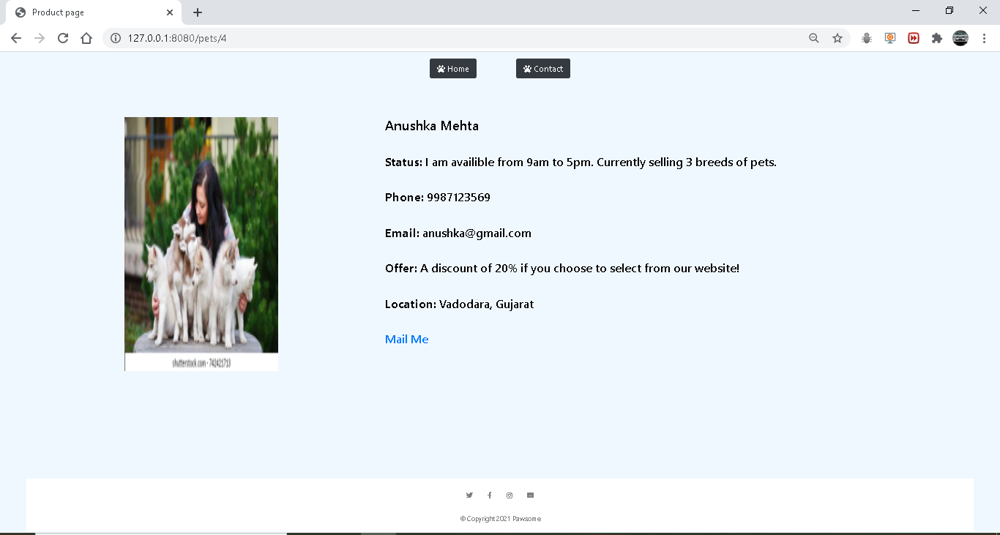 Product page
127.0.0.1:8080/pets/4
Home
Contact
Anushka Mehta
Status: I am availible from 9am to 5pm. Currently selling 3 breeds of pets.
Phone: 9987123569
Email: anushka@gmail.com
Offer: A discount of 20% if you choose to select from our website!
Location: Vadodara, Gujarat
Mail Me
shutterstock.com • 742421713
© Copyright 2021 Pawsome